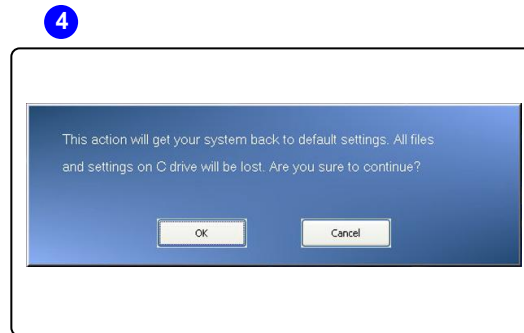 4
This action will get your system back to default settings. All files
and settings on C drive will be lost. Are you sure to continue?
OK
Cancel